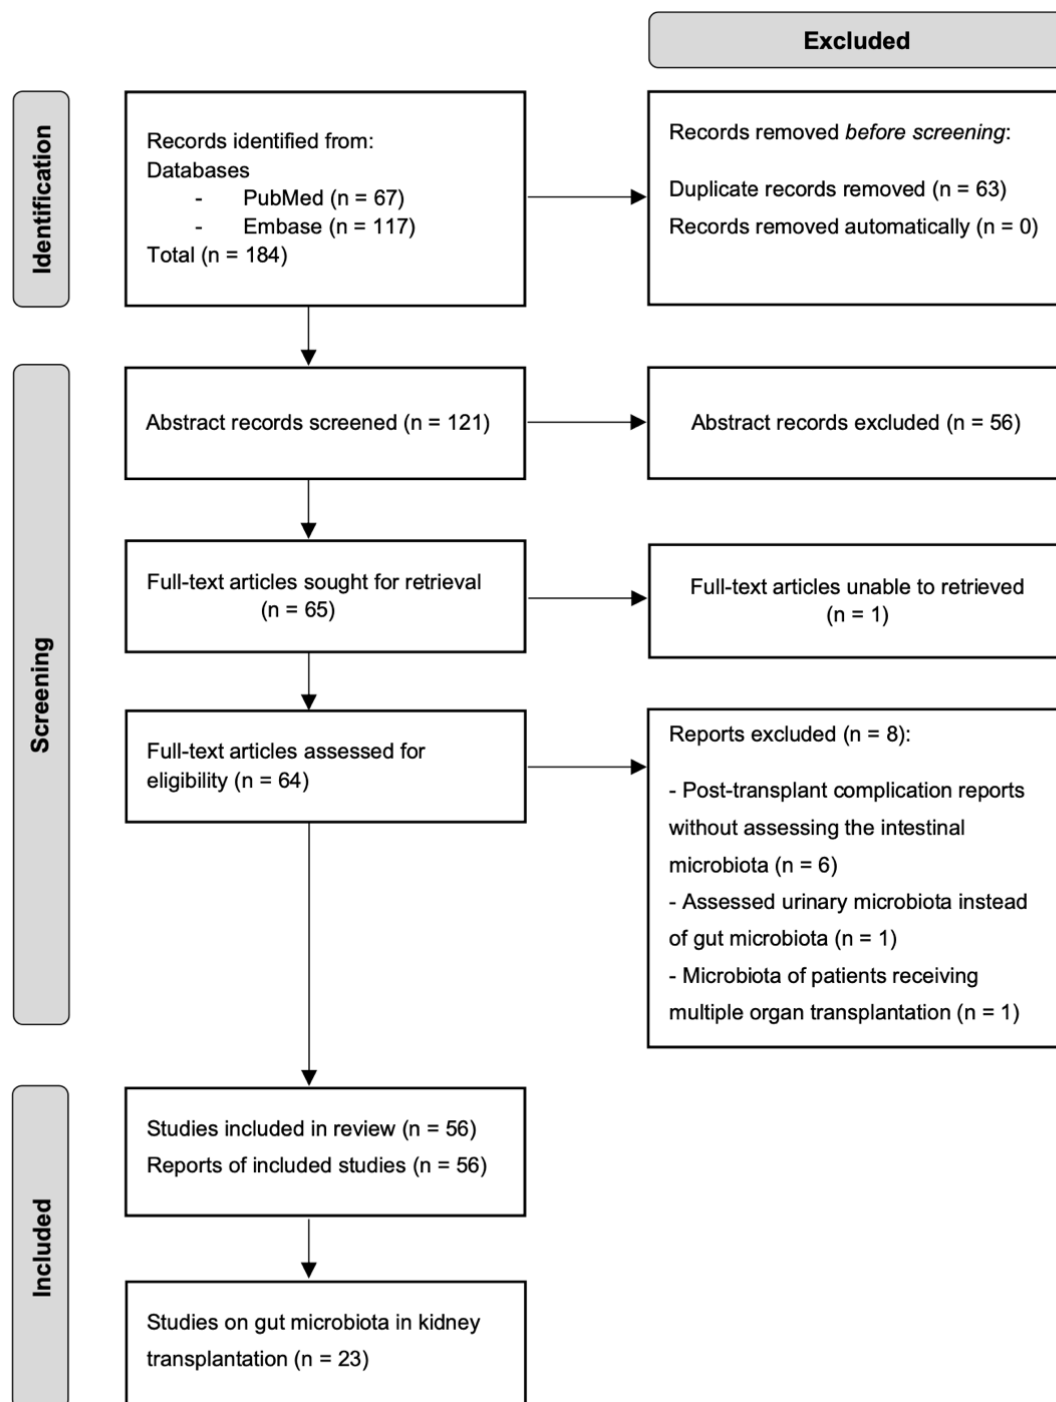 Excluded
Identification
Records identified from:
Databases
- PubMed (n = 67)
- Embase (n = 117)
Total (n = 184)
Records removed before screening:
Duplicate records removed (n = 63)
Records removed automatically (n = 0)
Screening
Abstract records screened (n = 121)
Abstract records excluded (n = 56)
Full-text articles sought for retrieval
(n = 65)
Full-text articles unable to retrieved
(n = 1)
Full-text articles assessed for
eligibility (n = 64)
Reports excluded (n = 8):
- Post-transplant complication reports
without assessing the intestinal
microbiota (n = 6)
- Assessed urinary microbiota instead
of gut microbiota (n = 1)
- Microbiota of patients receiving
multiple organ transplantation (n = 1)
Included
Studies included in review (n = 56)
Reports of included studies (n = 56)
Studies on gut microbiota in kidney
transplantation (n = 23)